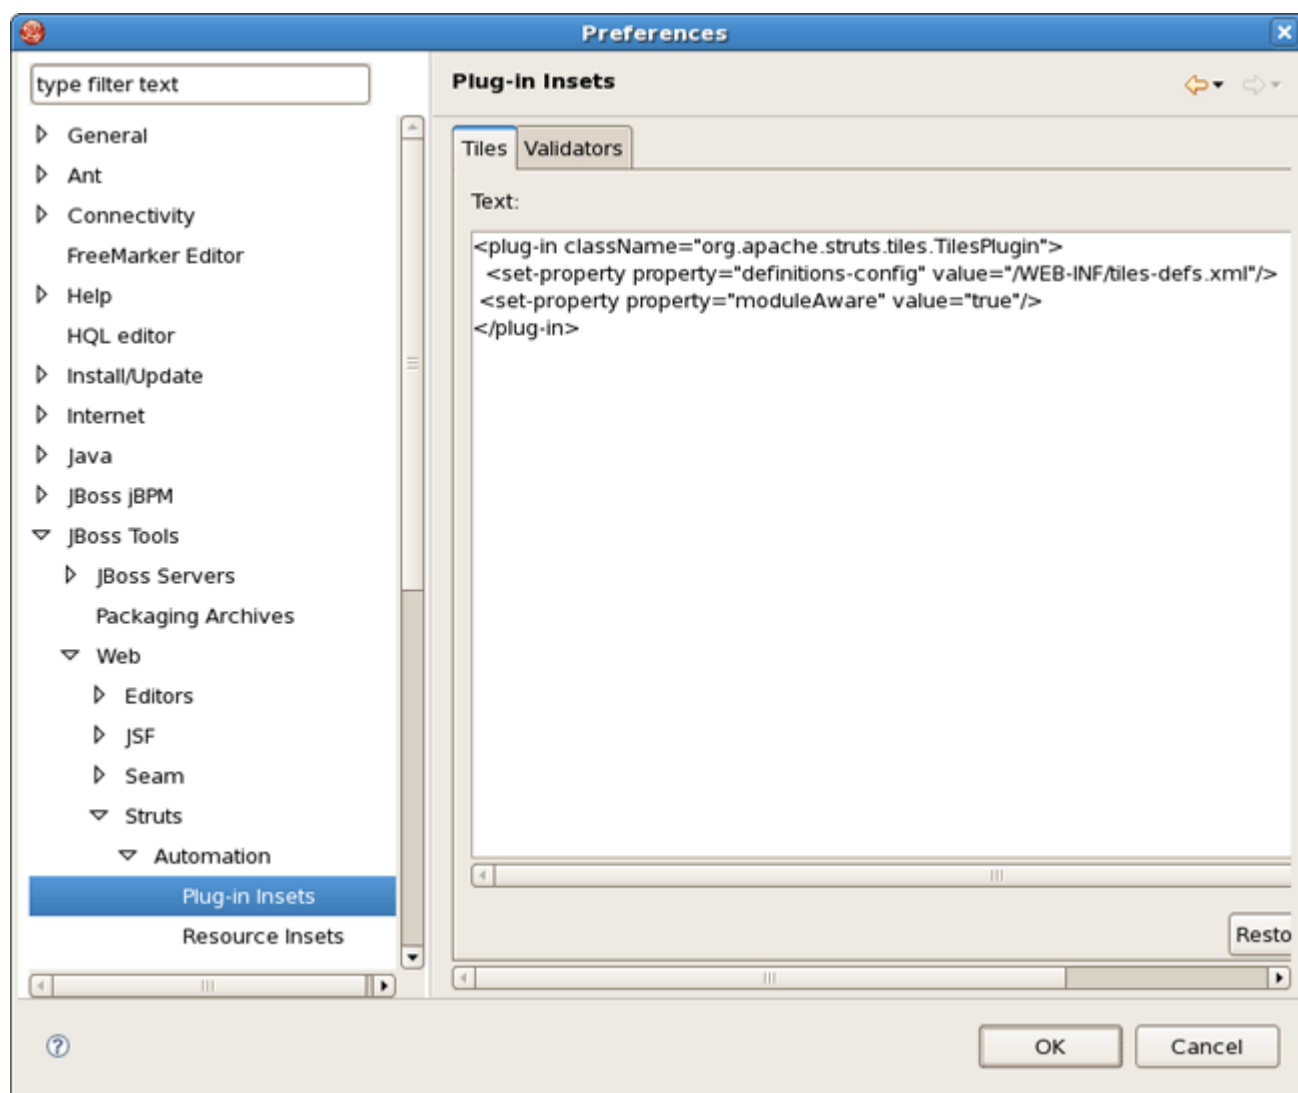 Preferences
type filter text
General
Ant
Connectivity
FreeMarker Editor
Help
HQL editor
Install/Update
Internet
Java
JBoss jBPM
JBoss Tools
JBoss Servers
Packaging Archives
Web
Editors
JSF
Seam
Struts
Automation
Plug-in Insets
Resource Insets
Plug-in Insets
Tiles Validators
Text:
<plug-in className="org.apache.struts.tiles.TilesPlugin">
<set-property property="definitions-config" value="/WEB-INF/tiles-defs.xml"/>
<set-property property="moduleAware" value="true"/>
</plug-in>
Resto
OK Cancel